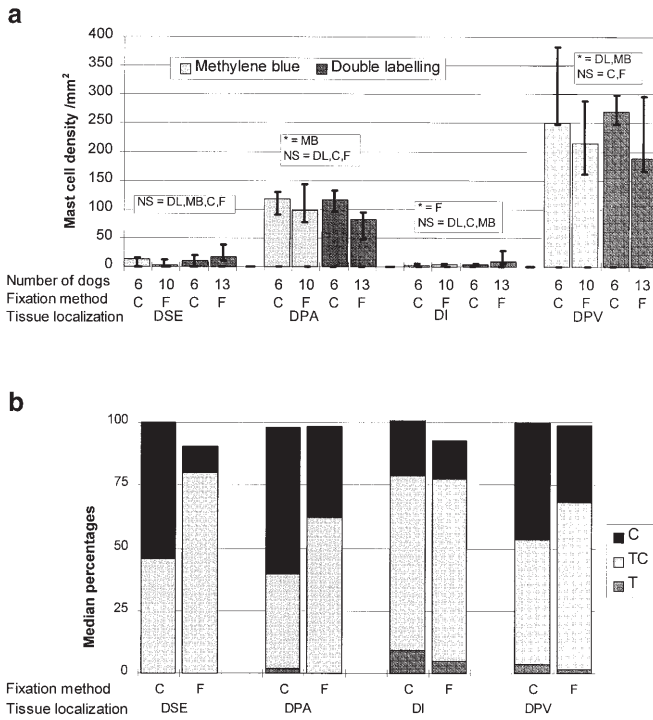 a
Mast cell density /mm²
400
350
300
250
200
150
100
50
0
Methylene blue
Double labelling
NS = DL,MB,C,F
* = MB
NS = DL,C,F
* = F
NS = DL,C,MB
* = DL,MB
NS = C,F
Number of dogs 6 10 6 13 6 10 6 13 6 10 6 13 6 10 6 13
Fixation method C F C F C F C F C F C F C F C F
Tissue localization DSE DPA DI DPV
b
Median percentages
100
75
50
25
0
C
TC
T
Fixation method C F C F C F C F
Tissue localization DSE DPA DI DPV